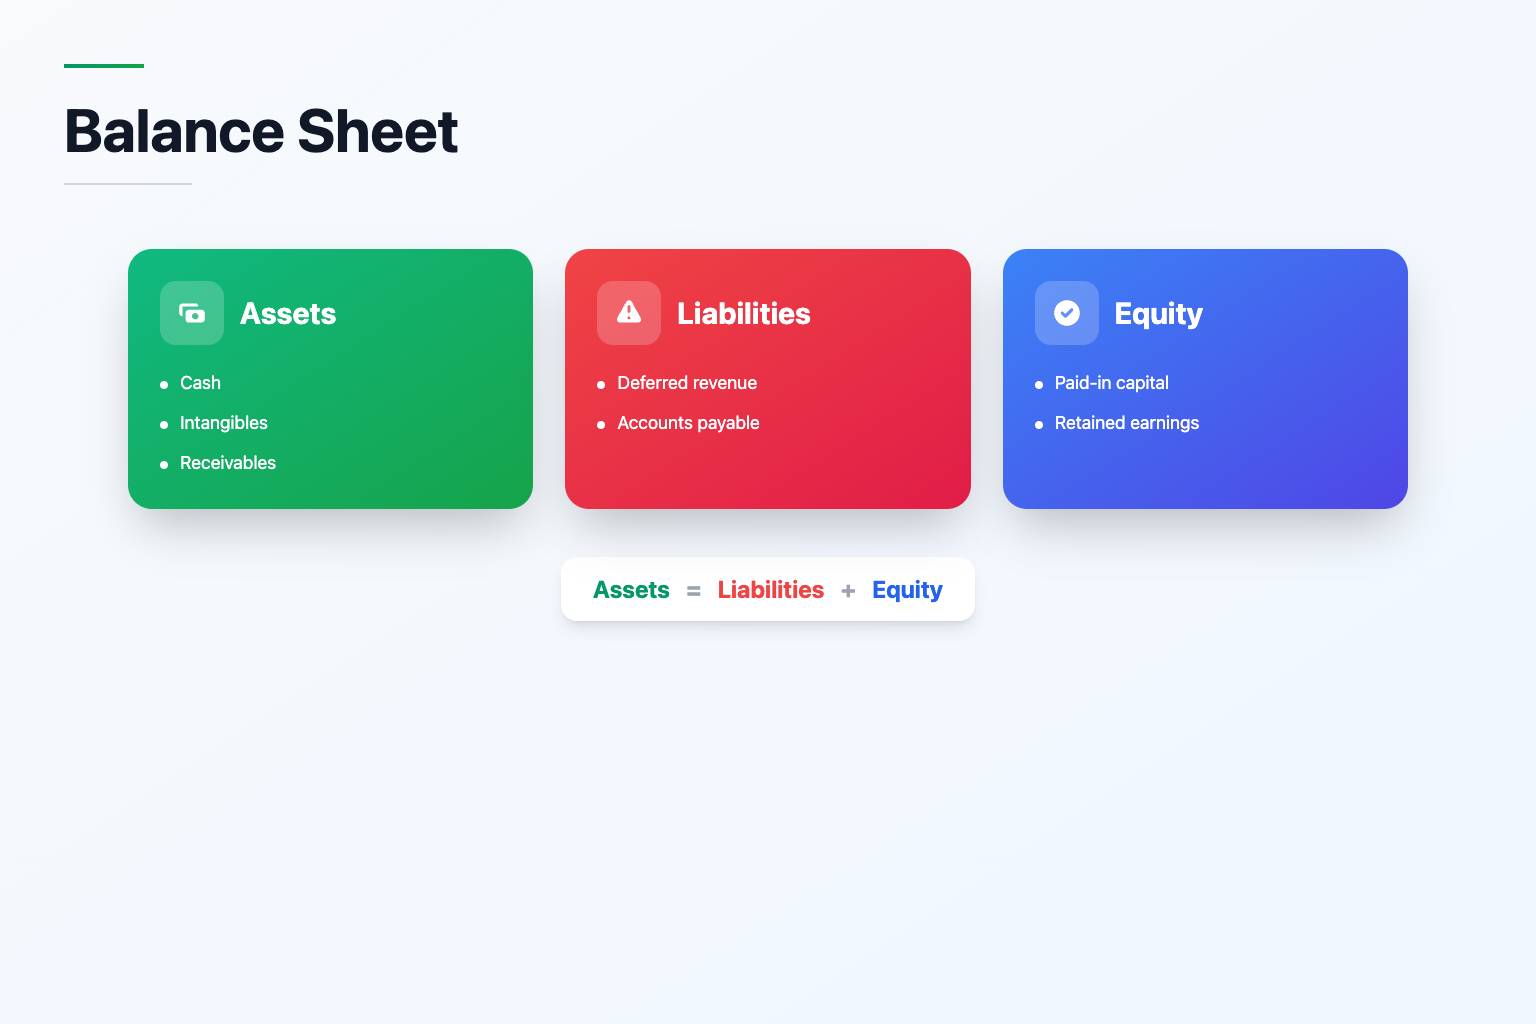 Balance Sheet
Assets
Cash
Intangibles
Receivables
Liabilities
Deferred revenue
Accounts payable
Equity
Paid-in capital
Retained earnings
Assets = Liabilities + Equity